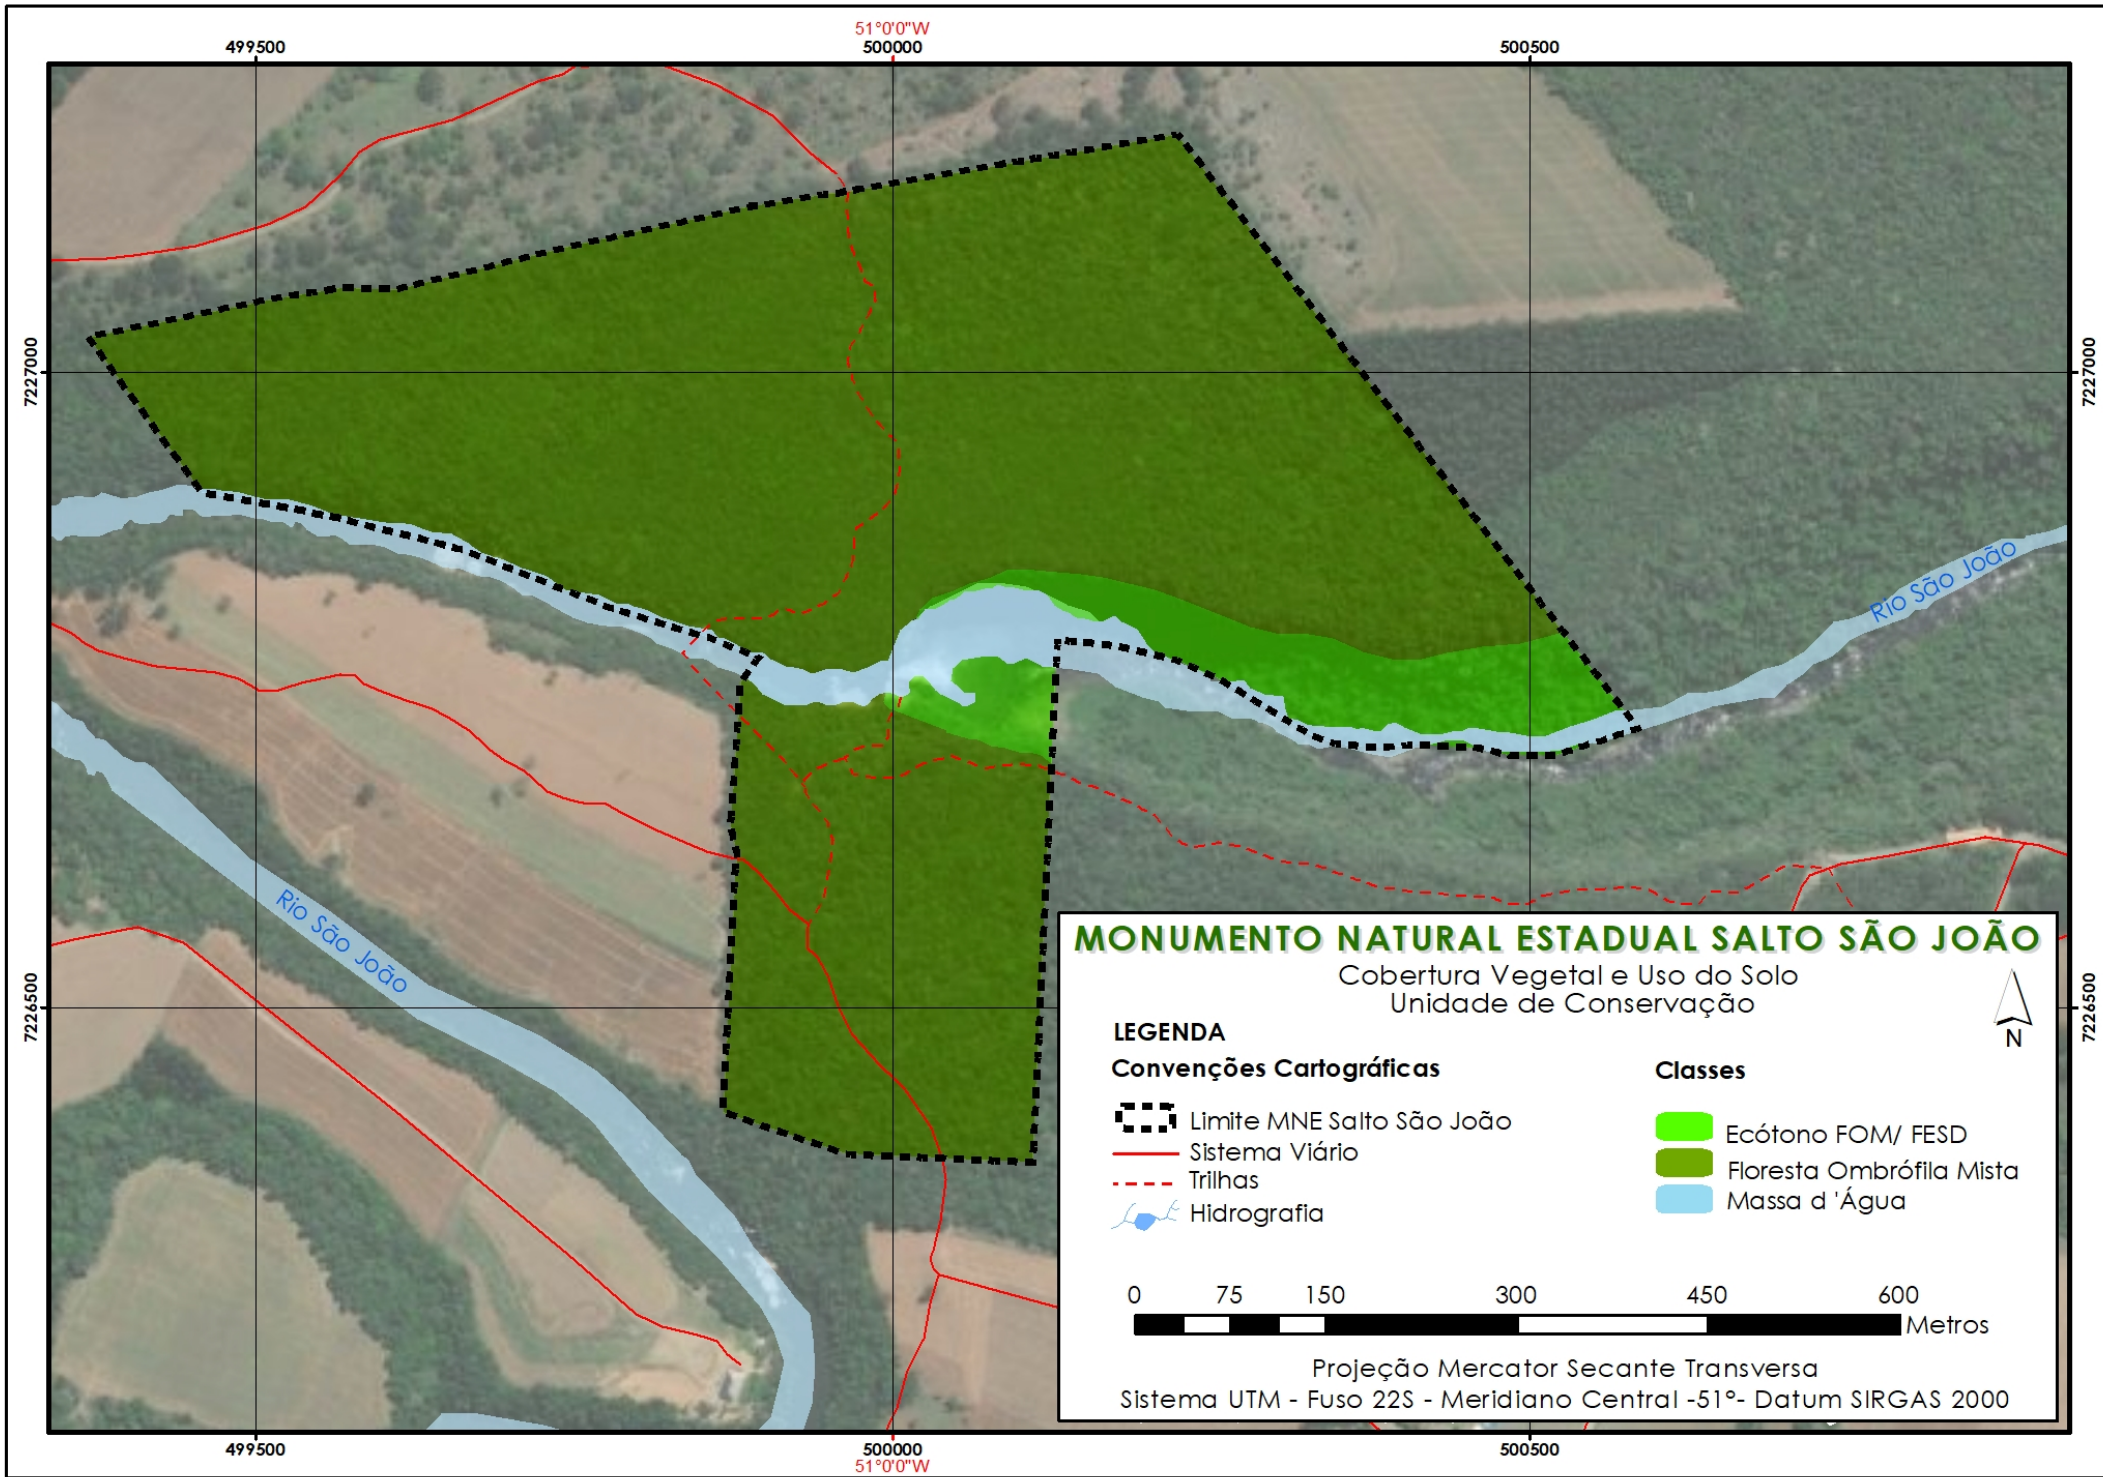 51°0'0"W
499500 500000 500500
7227000 7227000
Rio São João
Rio São João
7226500 7226500
MONUMENTO NATURAL ESTADUAL SALTO SÃO JOÃO
Cobertura Vegetal e Uso do Solo
Unidade de Conservação
N
LEGENDA
Convenções Cartográficas
Limite MNE Salto São João
Sistema Viário
Trilhas
Hidrografia
Classes
Ecótono FOM/ FESD
Floresta Ombrófila Mista
Massa d 'Água
0 75 150 300 450 600
Metros
Projeção Mercator Secante Transversa
Sistema UTM - Fuso 22S - Meridiano Central -51°- Datum SIRGAS 2000
499500 500000 500500
51°0'0"W